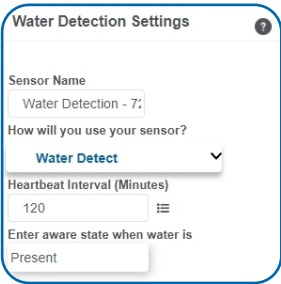 Water Detection Settings
?
Sensor Name
Water Detection - 72
How will you use your sensor?
Water Detect
Heartbeat Interval (Minutes)
120
Enter aware state when water is
Present